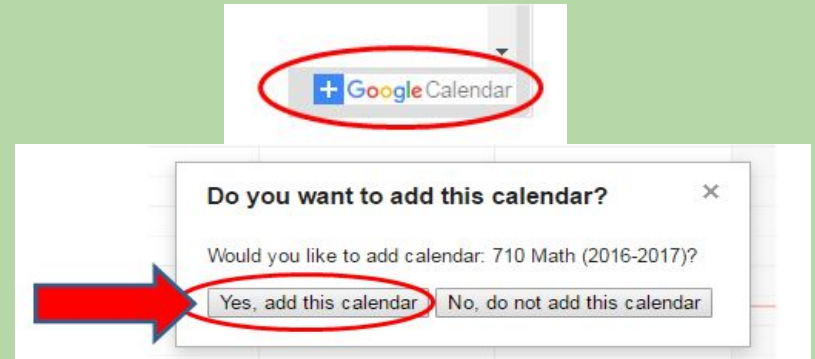 + Google Calendar
Do you want to add this calendar? ×
Would you like to add calendar: 710 Math (2016-2017)?
Yes, add this calendar No, do not add this calendar